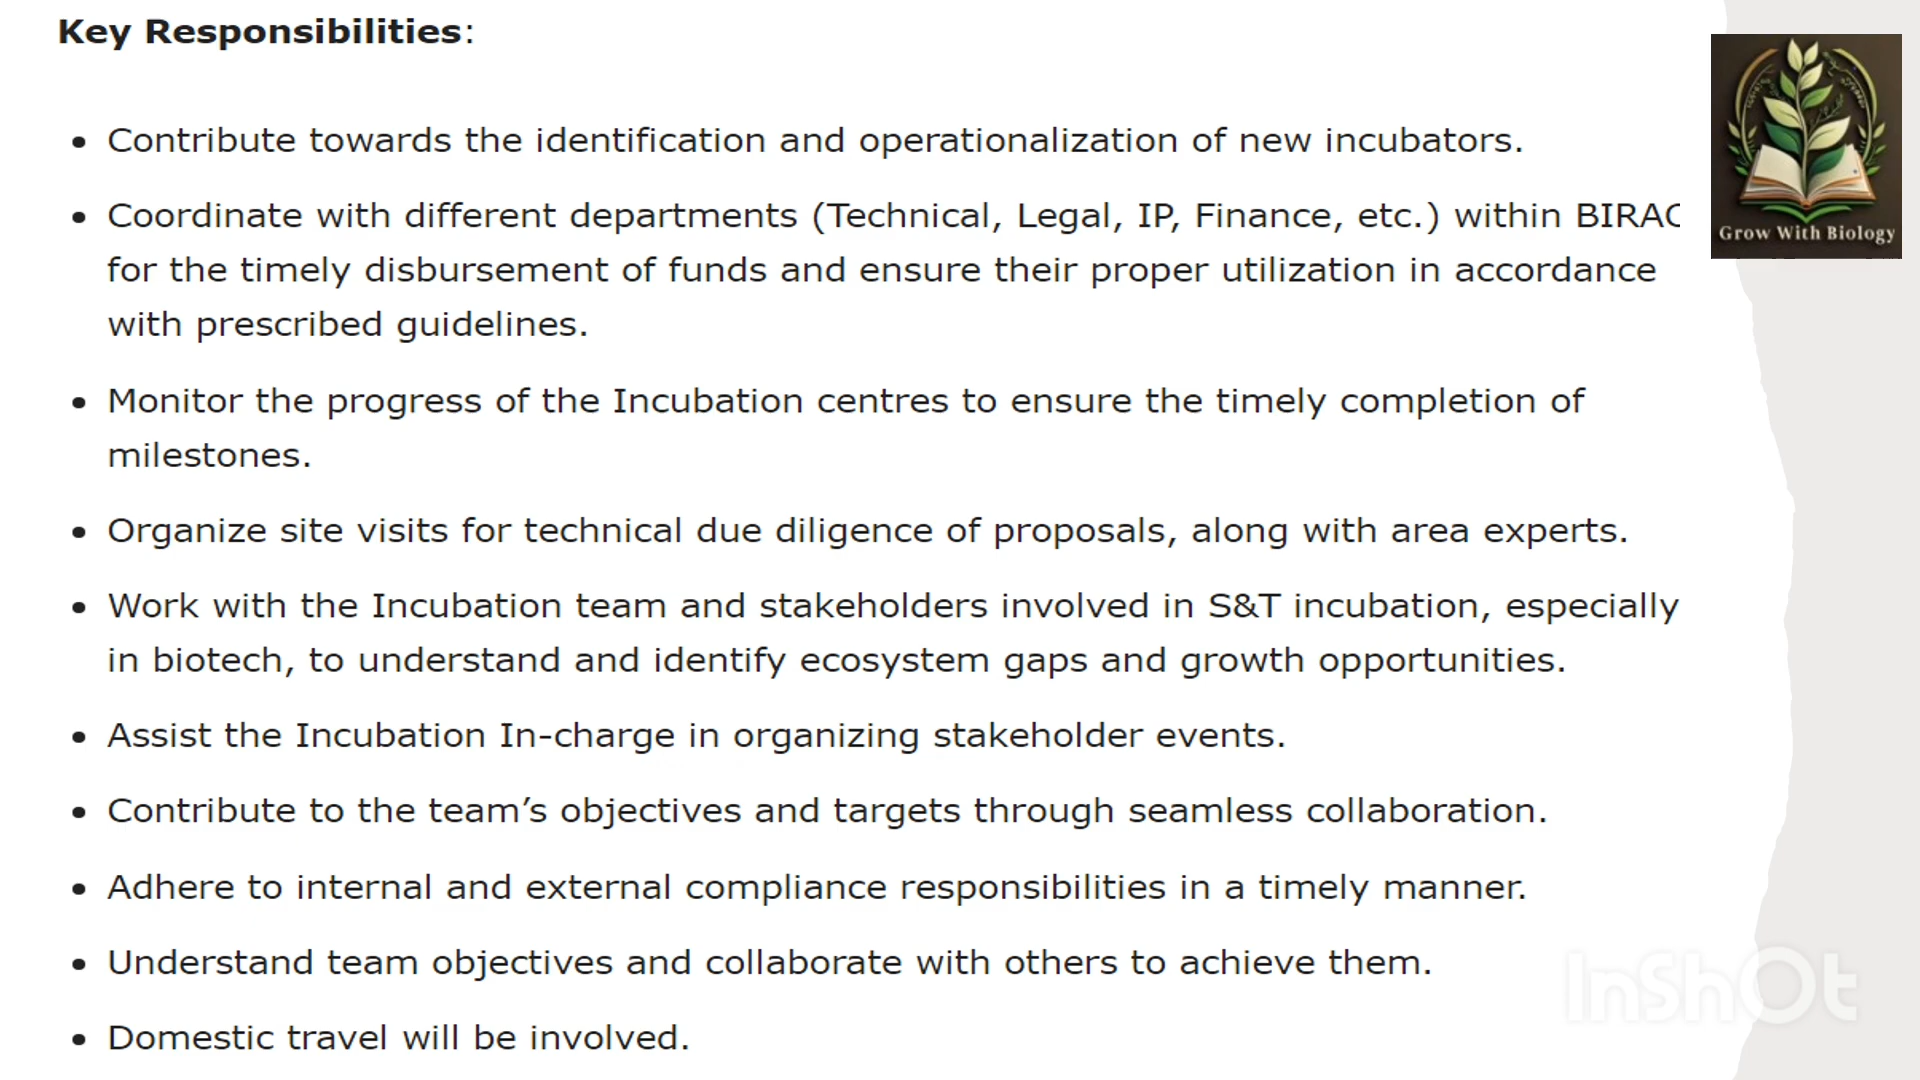 Key Responsibilities:
• Contribute towards the identification and operationalization of new incubators.
• Coordinate with different departments (Technical, Legal, IP, Finance, etc.) within BIRAC
for the timely disbursement of funds and ensure their proper utilization in accordance
with prescribed guidelines.
• Monitor the progress of the Incubation centres to ensure the timely completion of
milestones.
• Organize site visits for technical due diligence of proposals, along with area experts.
• Work with the Incubation team and stakeholders involved in S&T incubation, especially
in biotech, to understand and identify ecosystem gaps and growth opportunities.
• Assist the Incubation In-charge in organizing stakeholder events.
• Contribute to the team’s objectives and targets through seamless collaboration.
• Adhere to internal and external compliance responsibilities in a timely manner.
• Understand team objectives and collaborate with others to achieve them.
• Domestic travel will be involved.
Grow With Biology
InShOt